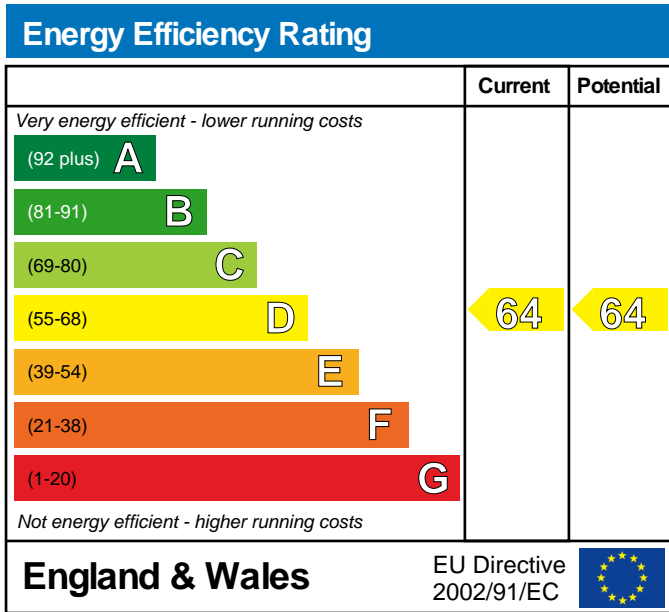 Energy Efficiency Rating
Current Potential
Very energy efficient - lower running costs
(92 plus) A
(81-91) B
(69-80) C
(55-68) D 64 64
(39-54) E
(21-38) F
(1-20) G
Not energy efficient - higher running costs
England & Wales
EU Directive
2002/91/EC